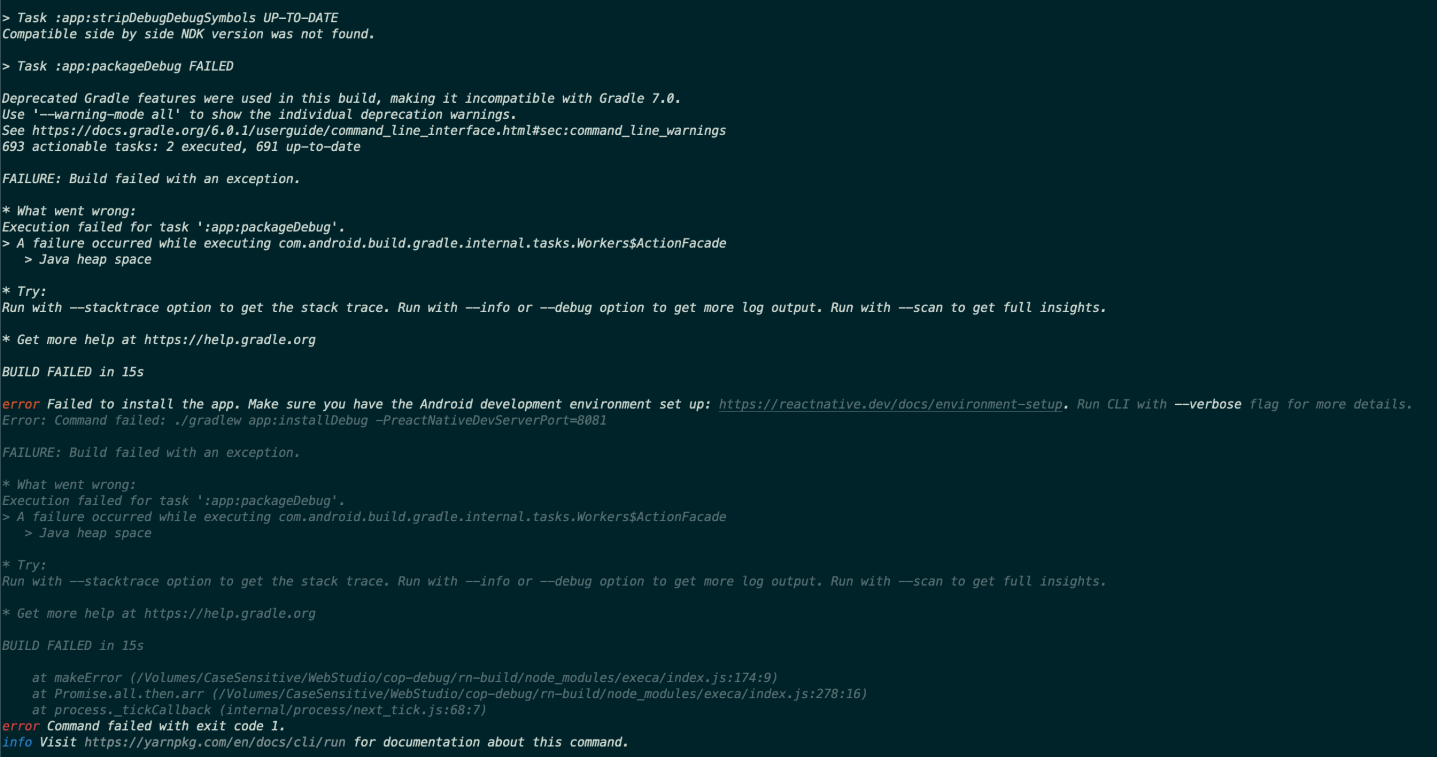 > Task :app:stripDebugDebugSymbols UP-TO-DATE
Compatible side by side NDK version was not found.
> Task :app:packageDebug FAILED
Deprecated Gradle features were used in this build, making it incompatible with Gradle 7.0.
Use '--warning-mode all' to show the individual deprecation warnings.
See https://docs.gradle.org/6.0.1/userguide/command_line_interface.html#sec:command_line_warnings
693 actionable tasks: 2 executed, 691 up-to-date
FAILURE: Build failed with an exception.
* What went wrong:
Execution failed for task ':app:packageDebug'.
> A failure occurred while executing com.android.build.gradle.internal.tasks.Workers$ActionFacade
   > Java heap space
* Try:
Run with --stacktrace option to get the stack trace. Run with --info or --debug option to get more log output. Run with --scan to get full insights.
* Get more help at https://help.gradle.org
BUILD FAILED in 15s
error Failed to install the app. Make sure you have the Android development environment set up: https://reactnative.dev/docs/environment-setup. Run CLI with --verbose flag for more details.
Error: Command failed: ./gradlew app:installDebug -PreactNativeDevServerPort=8081
FAILURE: Build failed with an exception.
* What went wrong:
Execution failed for task ':app:packageDebug'.
> A failure occurred while executing com.android.build.gradle.internal.tasks.Workers$ActionFacade
   > Java heap space
* Try:
Run with --stacktrace option to get the stack trace. Run with --info or --debug option to get more log output. Run with --scan to get full insights.
* Get more help at https://help.gradle.org
BUILD FAILED in 15s
    at makeError (/Volumes/CaseSensitive/WebStudio/cop-debug/rn-build/node_modules/execa/index.js:174:9)
    at Promise.all.then.arr (/Volumes/CaseSensitive/WebStudio/cop-debug/rn-build/node_modules/execa/index.js:278:16)
    at process._tickCallback (internal/process/next_tick.js:68:7)
error Command failed with exit code 1.
info Visit https://yarnpkg.com/en/docs/cli/run for documentation about this command.